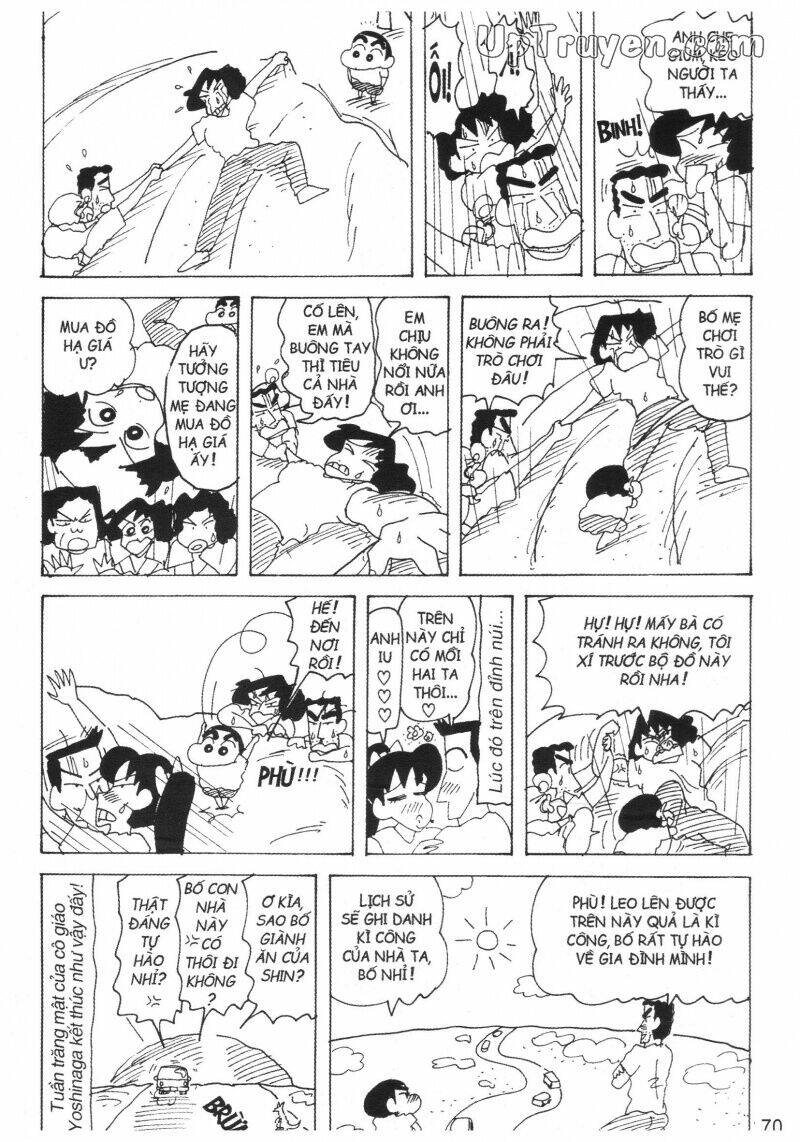 UpTruyen.com
ANH CHE
GIÙM, KẺO
NGƯỜI TA
THẤY...
BINH!
ỐI!
BỐ MẸ
CHƠI
TRÒ GÌ
VUI
THẾ?
BUÔNG RA!
KHÔNG PHẢI
TRÒ CHƠI
ĐÂU!
EM
CHỊU
KHÔNG
NỔI NỮA
RỒI ANH
ƠI...
CỐ LÊN,
EM MÀ
BUÔNG TAY
THÌ TIÊU
CẢ NHÀ
ĐẤY!
HÃY
TƯỞNG
TƯỢNG
MẸ ĐANG
MUA ĐỒ
HẠ GIÁ
ẤY!
MUA ĐỒ
HẠ GIÁ
Ư?
HỰ! HỰ! MẤY BÀ CÓ
TRÁNH RA KHÔNG, TÔI
XÍ TRƯỚC BỘ ĐỒ NÀY
RỒI NHA!
Lúc đó trên đỉnh núi...
TRÊN
NÀY CHỈ
CÓ MỖI
HAI TA
THÔI...
♡
ANH
IU
♡
♡
♡
HẾ!
ĐẾN
NƠI
RỒI!
PHÙ!!!
PHÙ! LEO LÊN ĐƯỢC
TRÊN NÀY QUẢ LÀ KÌ
CÔNG, BỐ RẤT TỰ HÀO
VỀ GIA ĐÌNH MÌNH!
LỊCH SỬ
SẼ GHI DANH
KÌ CÔNG
CỦA NHÀ TA,
BỐ NHỈ!
Ơ KÌA,
SAO BỐ
GIÀNH
ĂN CỦA
SHIN?
BỐ CON
NHÀ
NÀY
CÓ
THÔI ĐI
KHÔNG
?
THẬT
ĐÁNG
TỰ
HÀO
NHỈ?
Tuần trăng mật của cô giáo
Yoshinaga kết thúc như vậy đấy!
70